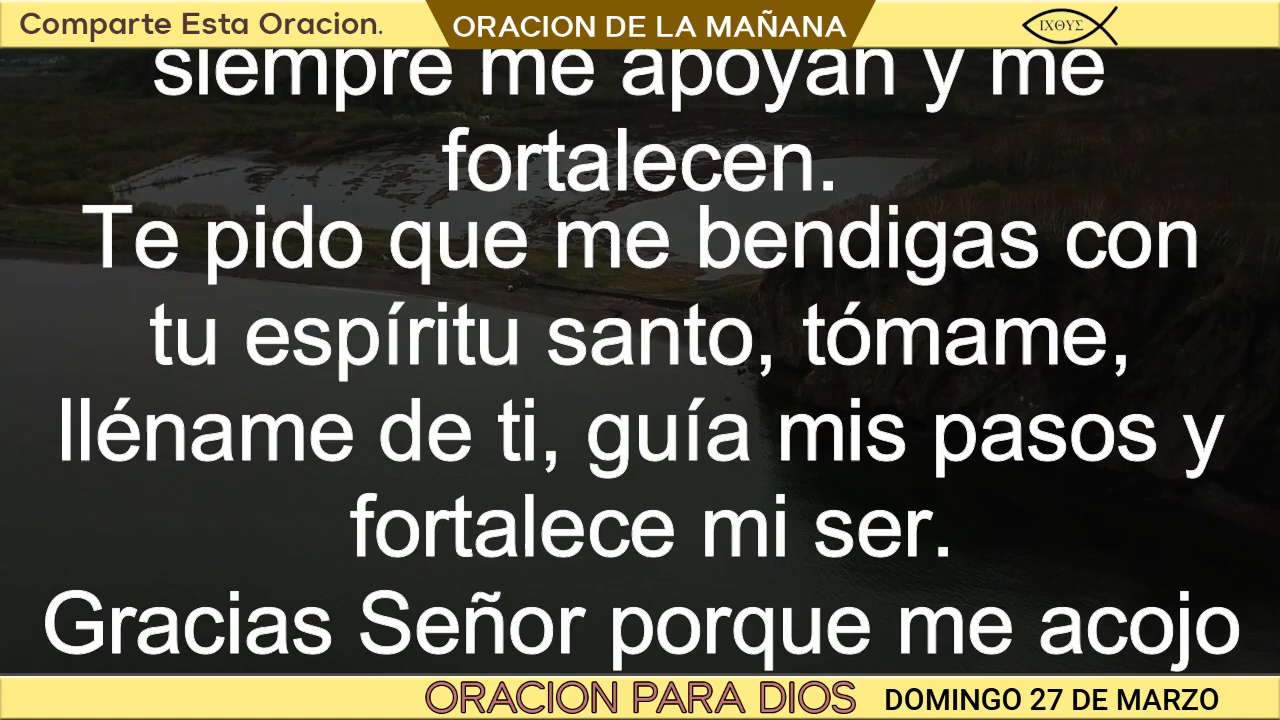 Comparte Esta Oracion.
ORACION DE LA MAÑANA
ΙΧΘΥΣ
siempre me apoyan y me
fortalecen.
Te pido que me bendigas con
tu espíritu santo, tómame,
lléname de ti, guía mis pasos y
fortalece mi ser.
Gracias Señor porque me acojo
ORACION PARA DIOS
DOMINGO 27 DE MARZO